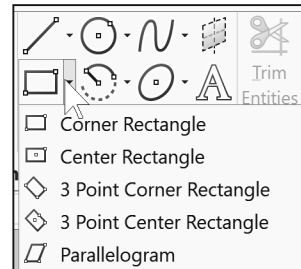 Trim
Entities
Corner Rectangle
Center Rectangle
3 Point Corner Rectangle
3 Point Center Rectangle
Parallelogram